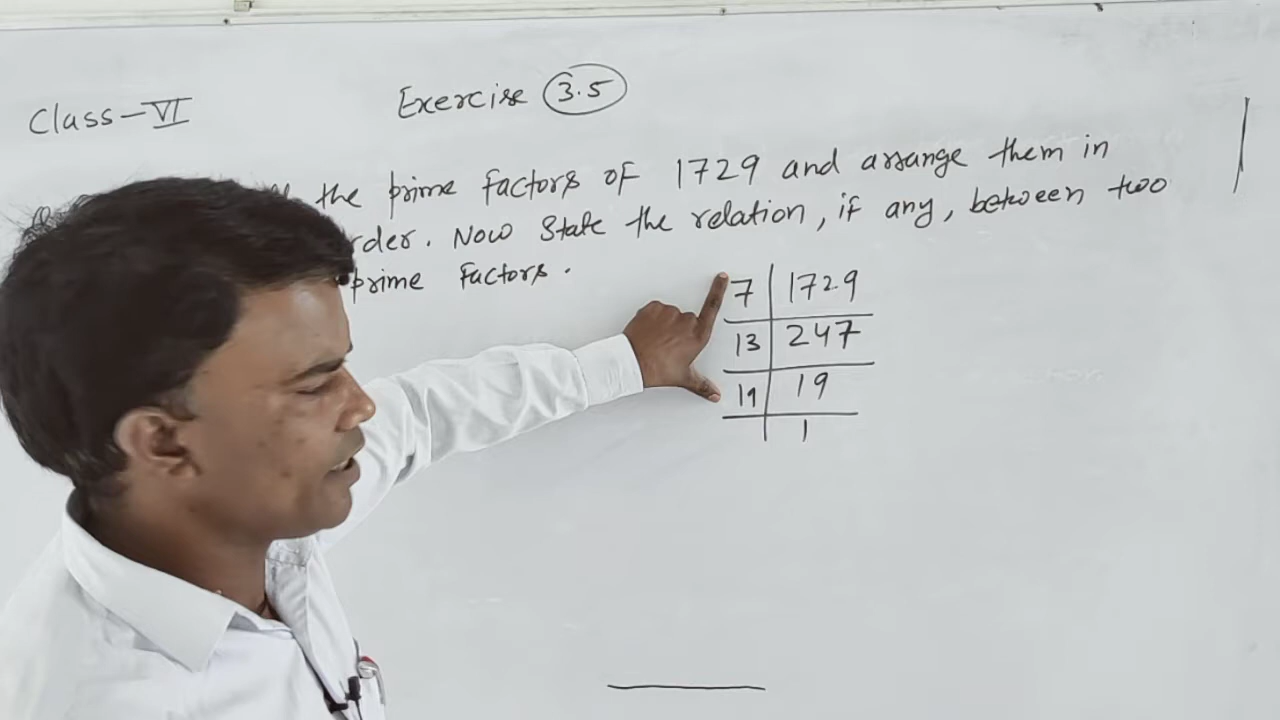 Class-VI
Exercise 3.5
the prime factors of 1729 and arrange them in
rder. Now state the relation, if any, between two
prime factors.
7 | 1729
13 | 247
19 | 19
1